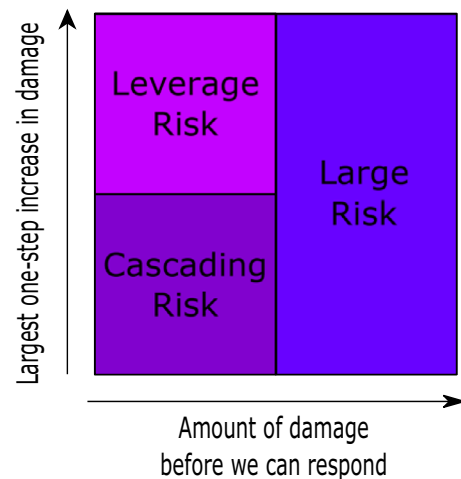 Largest one-step increase in damage
Leverage
Risk
Large
Risk
Cascading
Risk
Amount of damage
before we can respond